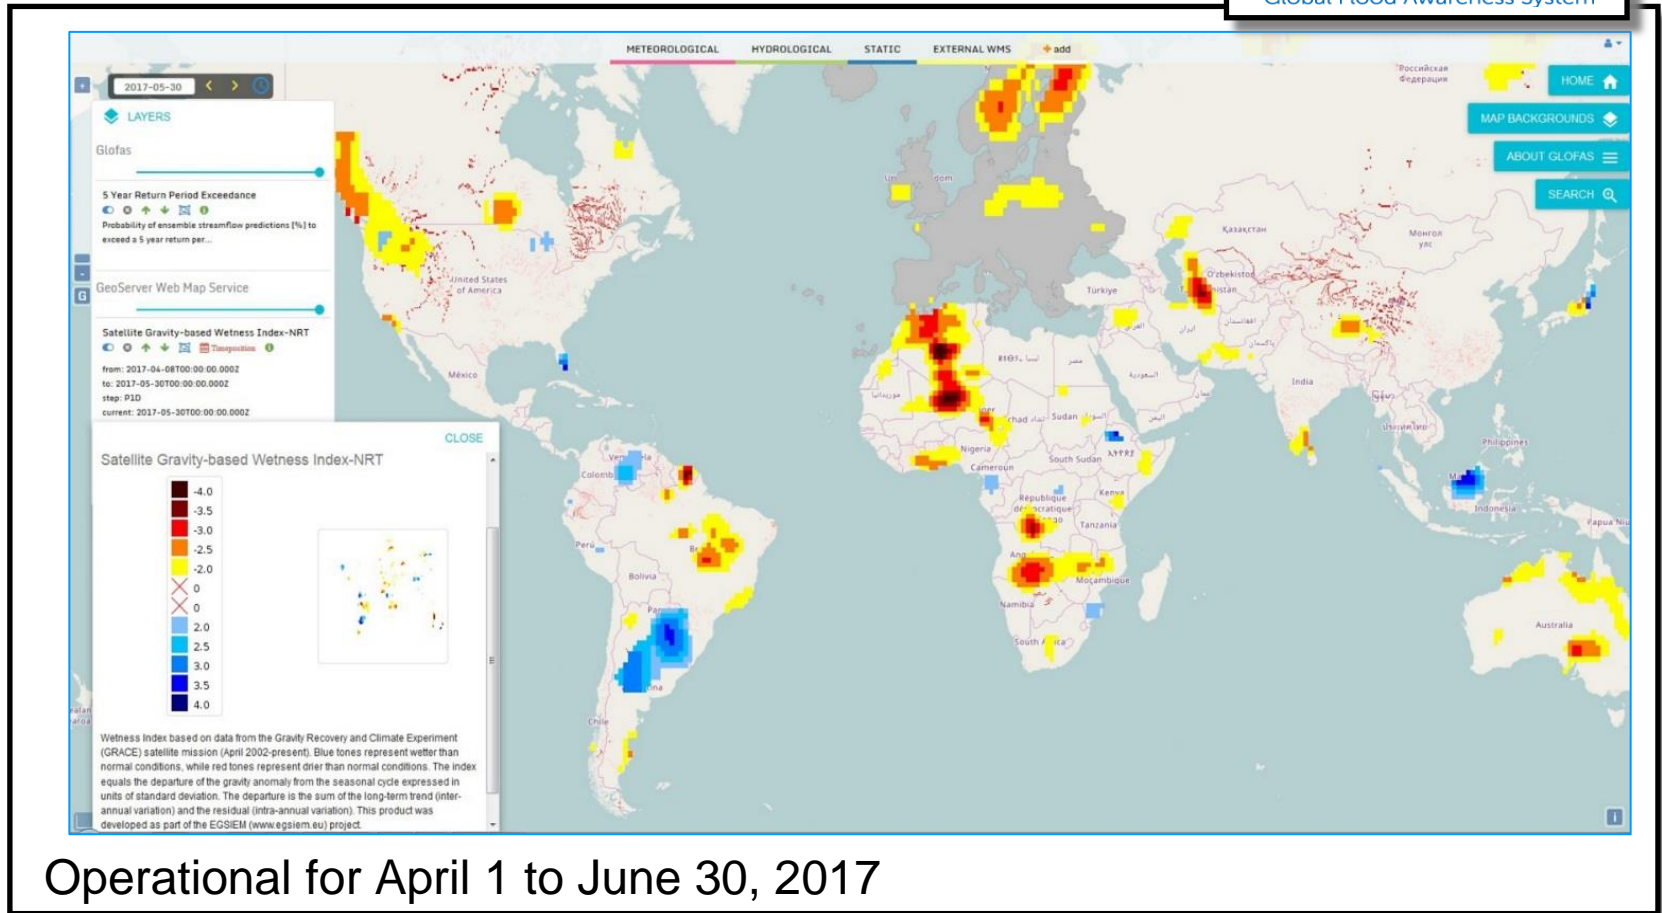 Global Flood Awareness System
METEOROLOGICAL HYDROLOGICAL STATIC EXTERNAL WMS + add
2017-05-30 < >
LAYERS
Glofas
5 Year Return Period Exceedance
Probability of ensemble streamflow predictions (%) to
exceed a 5 year return per...
GeoServer Web Map Service
Satellite Gravity-based Wetness Index-NRT
Timeposition
from: 2017-04-08T00:00:00.000Z
to: 2017-05-30T00:00:00.000Z
step: P1D
current: 2017-05-30T00:00:00.000Z
+
-
G
HOME
MAP BACKGROUNDS
ABOUT GLOFAS
SEARCH
CLOSE
Satellite Gravity-based Wetness Index-NRT
-4.0
-3.5
-3.0
-2.5
-2.0
0
0
2.0
2.5
3.0
3.5
4.0
Wetness Index based on data from the Gravity Recovery and Climate Experiment
(GRACE) satellite mission (April 2002-present). Blue tones represent wetter than
normal conditions, while red tones represent drier than normal conditions. The index
equals the departure of the gravity anomaly from the seasonal cycle expressed in
units of standard deviation. The departure is the sum of the long-term trend (inter-
annual variation) and the residual (intra-annual variation). This product was
developed as part of the EGSIEM (www.egsiem.eu) project.
Российская
Федерация
Қазақстан
Монгол
улс
United States
of America
México
Türkiye
India
Sudan السودان
South Sudan
Nigeria
Cameroun
République
Kenya
Tanzania
Moçambique
Namibia
Perú
Bolivia
Chile
Philippines
Indonesia
Australia
i
Operational for April 1 to June 30, 2017